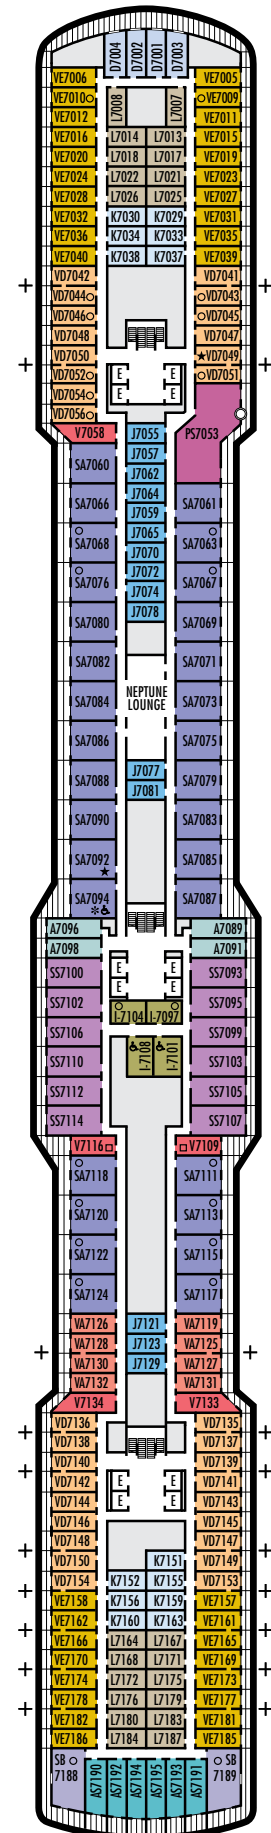 D7004 D7002 D7001 D7003
VE7006 VE7005
VE7010 L7008 L7007 VE7009
VE7012 VE7011
VE7016 L7014 L7013 VE7015
VE7020 L7018 L7017 VE7019
VE7024 L7022 L7021 VE7023
VE7028 L7026 L7025 VE7027
VE7032 K7030 K7029 VE7031
VE7036 K7034 K7033 VE7035
VE7040 K7038 K7037 VE7039
VD7042 VD7041
VD7044 VD7043
VD7046 VD7045
VD7048 VD7047
VD7050 VD7049
VD7052 E E VD7051
VD7054 E E
VD7056
V7058 J7055 PS7053
J7057
SA7060 J7062
J7064
SA7066 J7059 SA7061
J7065
SA7068 J7070 SA7063
J7072
SA7076 J7074 SA7067
J7078
SA7080 SA7069
SA7082 SA7071
NEPTUNE
LOUNGE
SA7084 SA7073
SA7086 SA7075
J7077
SA7088 J7081 SA7079
SA7090 SA7083
SA7092 SA7085
SA7094 SA7087
A7096 A7089
A7098 A7091
SS7100 E E SS7093
E E
SS7102 I-7104 I-7097 SS7095
SS7106 SS7099
SS7110 I-7108 I-7101 SS7103
SS7112 SS7105
SS7114 SS7107
V7116 V7109
SA7118 SA7111
SA7120 SA7113
SA7122 SA7115
SA7124 SA7117
VA7126 J7121 VA7119
VA7128 J7123 VA7125
VA7130 J7129 VA7127
VA7132 VA7131
V7134 V7133
VD7136 VD7135
VD7138 VD7137
VD7140 VD7139
VD7142 E E VD7141
VD7144 E E VD7143
VD7146 VD7145
VD7148 VD7147
VD7150 K7151 VD7149
VD7154 K7152 K7155 VD7153
VE7158 K7156 K7159 VE7157
VE7162 K7160 K7163 VE7161
VE7166 L7164 L7167 VE7165
VE7170 L7168 L7171 VE7169
VE7174 L7172 L7175 VE7173
VE7178 L7176 L7179 VE7177
VE7182 L7180 L7183 VE7181
VE7186 L7184 L7187 VE7185
SB SB
7188 7189
AS7190 AS7192 AS7194 AS7195 AS7193 AS7191